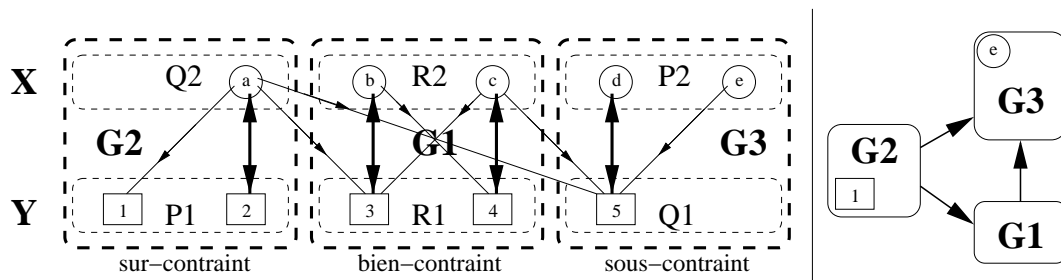 X Q2 a b R2 c d P2 e
G2 G1 G3
Y 1 P1 2 3 R1 4 5 Q1
sur-contraint bien-contraint sous-contraint
e
G3
G2
1
G1